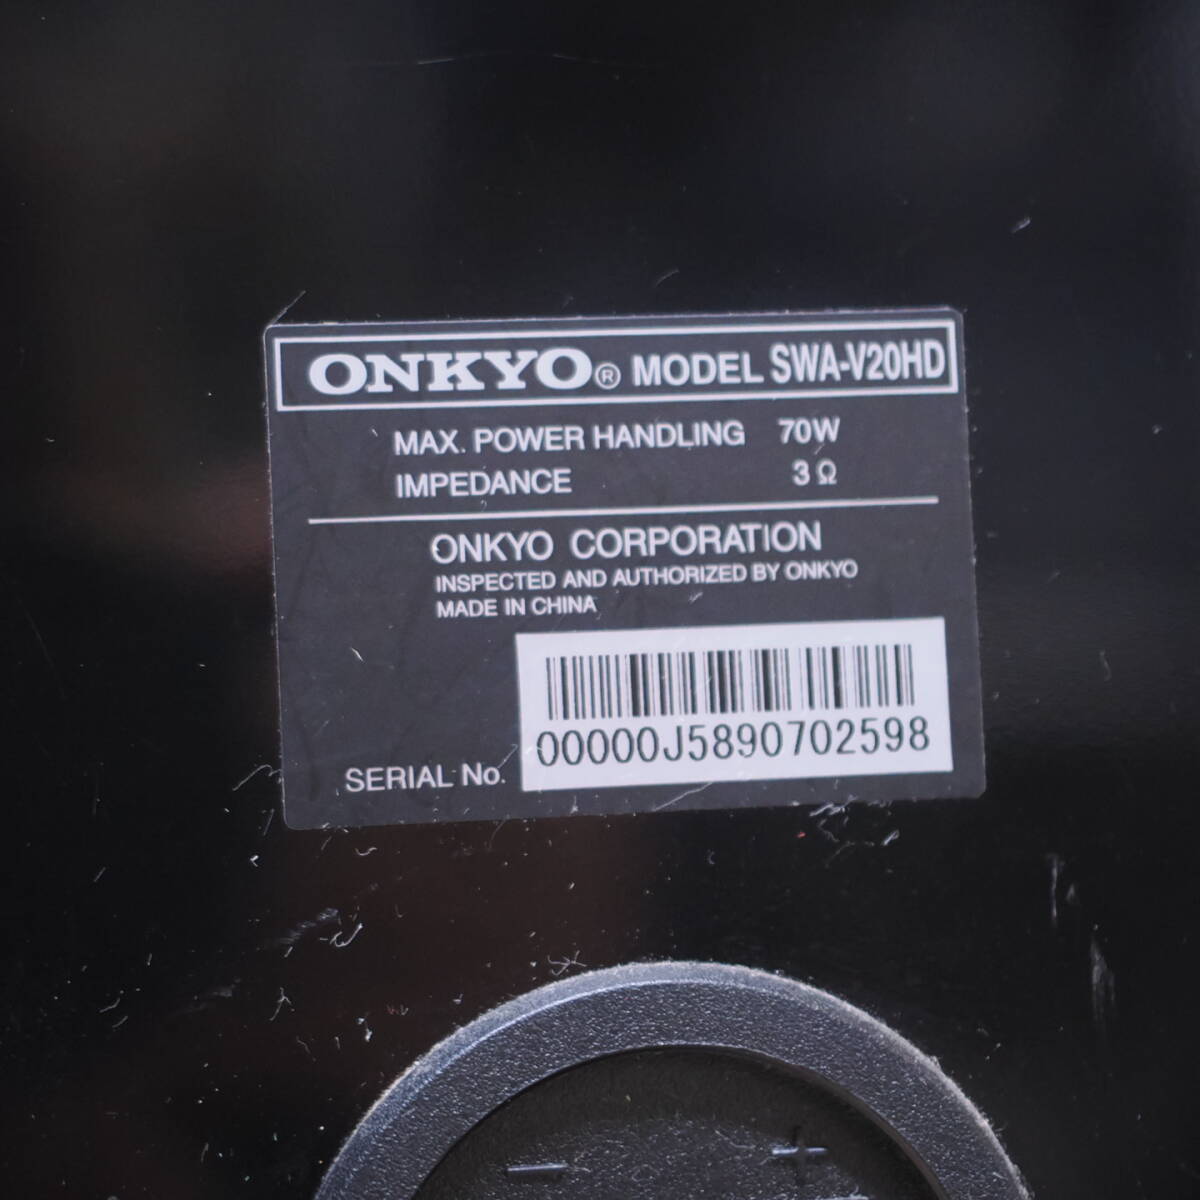 ONKYO® MODEL SWA-V20HD
MAX. POWER HANDLING 70W
IMPEDANCE 3 Ω
ONKYO CORPORATION
INSPECTED AND AUTHORIZED BY ONKYO
MADE IN CHINA
00000J5890702598
SERIAL No.
− +